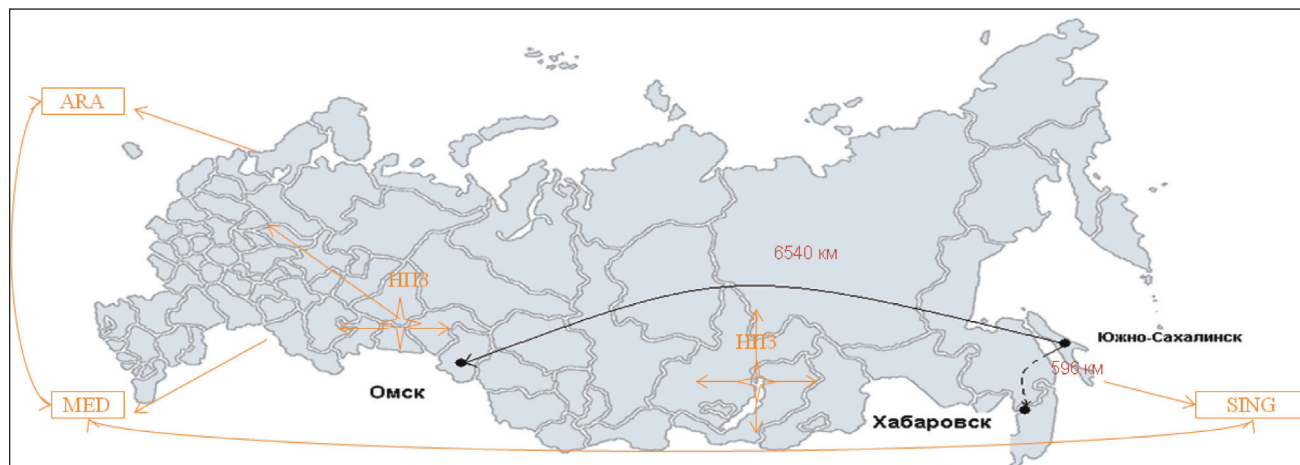 ARA
6540 км
НПЗ
Южно-Сахалинск
НПЗ
596 км
Омск
MED
Хабаровск
SING